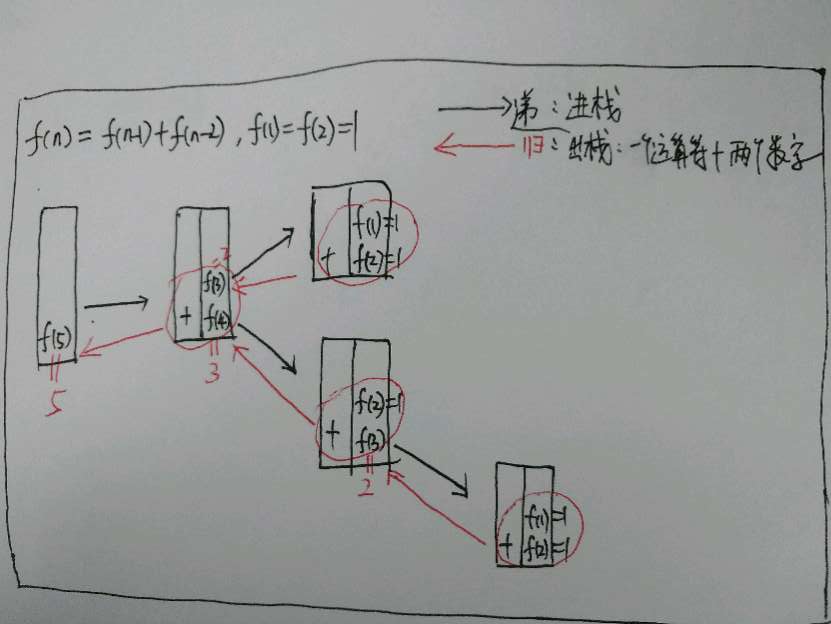 f(n) = f(n-1)+f(n-2), f(1)=f(2)=1
递：进栈
归：出栈：一个运算符+两个数字
f(1)=1
+ f(2)=1
=2
f(3)
+ f(4)
=
3
f(5)
=
5
f(2)=1
+ f(3)
=
2
f(1)=1
+ f(2)=1